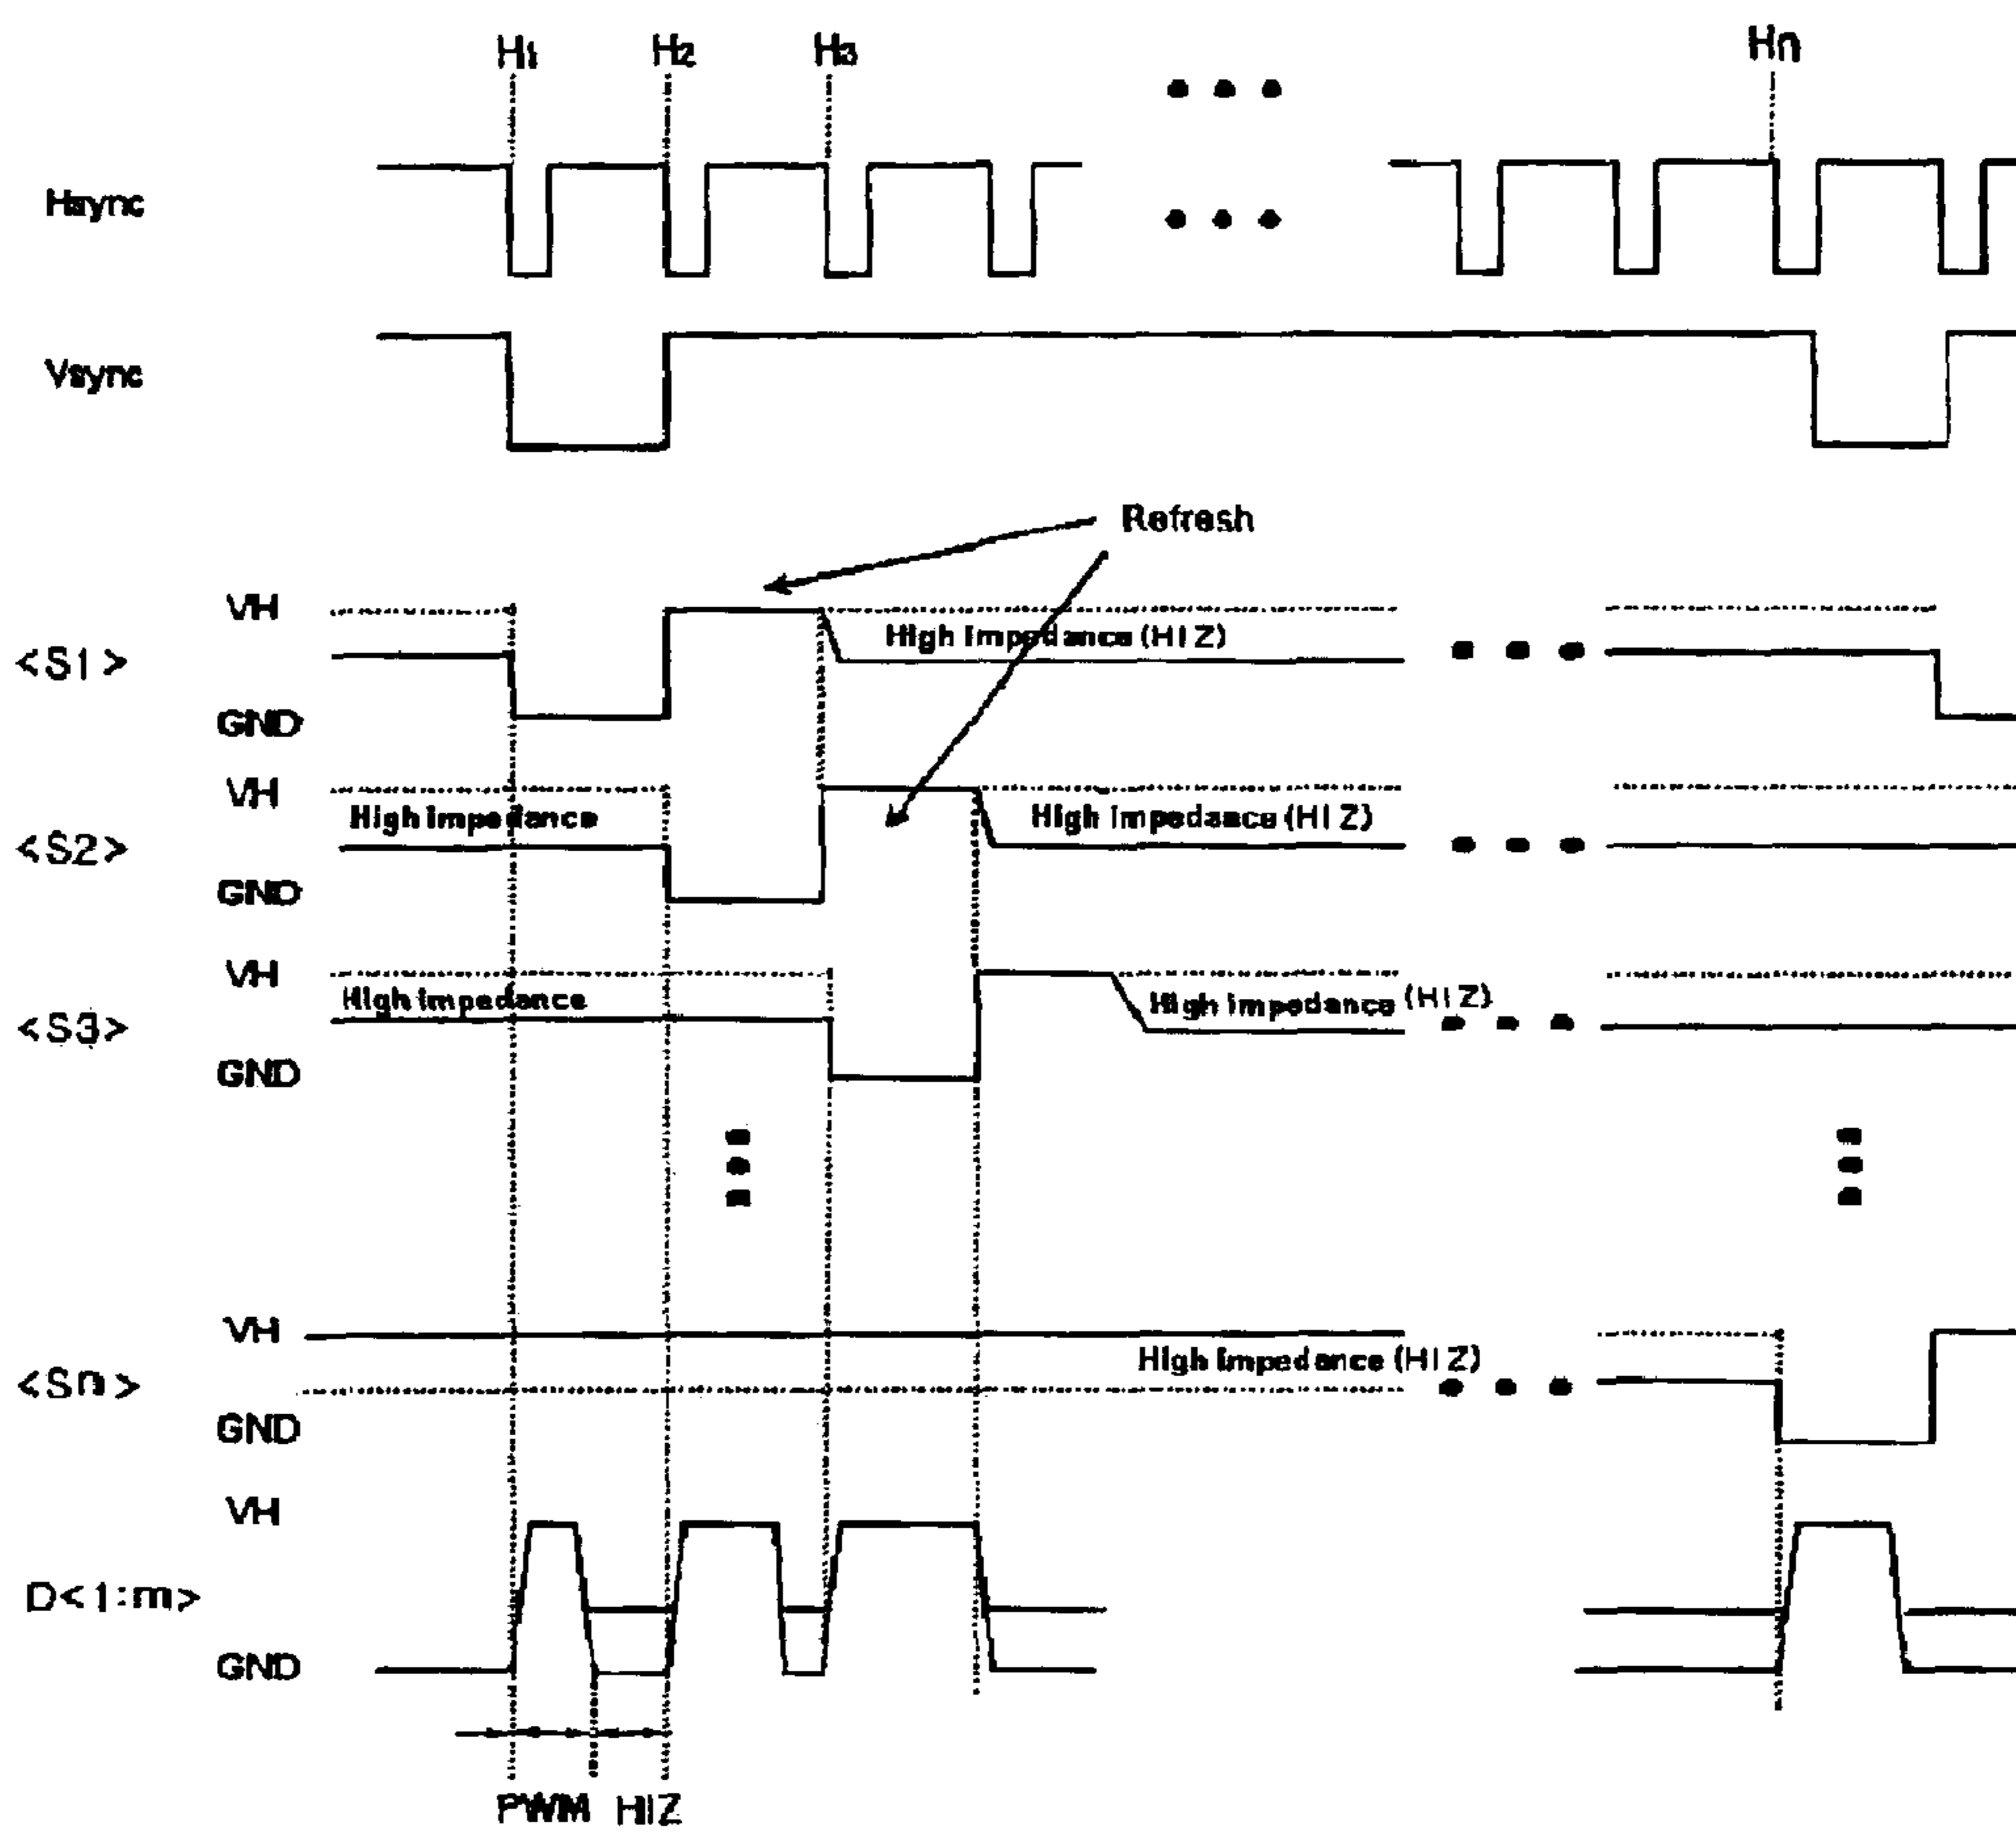 H1 H2 H3 Hn
Hsync
Vsync
Refresh
VH
<S1>
High Impedance (HIZ)
GND
VH
High impedance
High Impedance (HIZ)
<S2>
GND
VH
High Impedance
High Impedance (HIZ)
<S3>
GND
VH
High Impedance (HIZ)
<Sn>
GND
VH
D<1:m>
GND
PWM HIZ